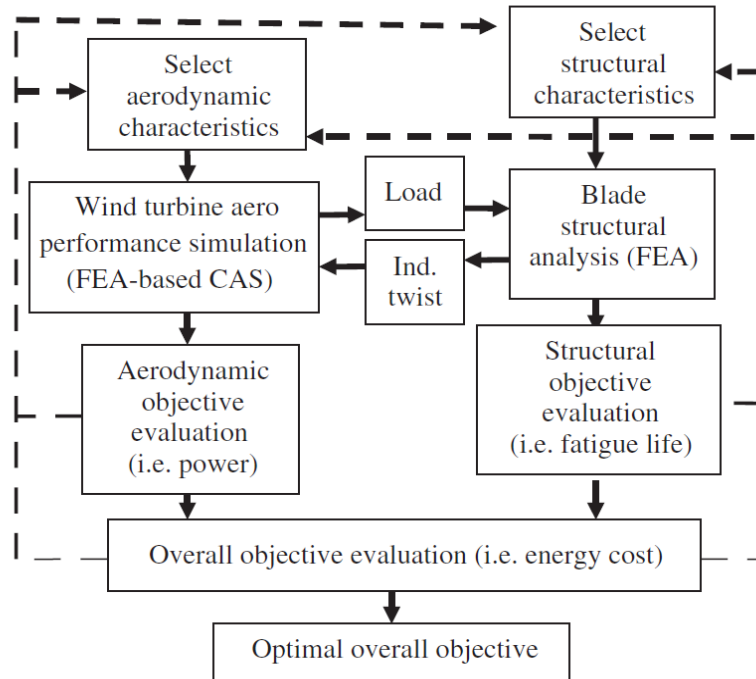 Select
aerodynamic
characteristics
Select
structural
characteristics
Wind turbine aero
performance simulation
(FEA-based CAS)
Load
Ind.
twist
Blade
structural
analysis (FEA)
Aerodynamic
objective
evaluation
(i.e. power)
Structural
objective
evaluation
(i.e. fatigue life)
Overall objective evaluation (i.e. energy cost)
Optimal overall objective